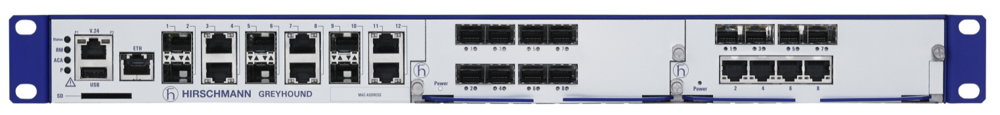 P1 V.24 P2
Status
RM
ACA
P
USB
SD
ETH
1 2 3 4 5 6 7 8 9 10 11 12
HIRSCHMANN GREYHOUND
MAC-ADDRESS
h
1 3 5 7
2 4 6 8
Power
h
1 3 5 7
2 4 6 8
Power